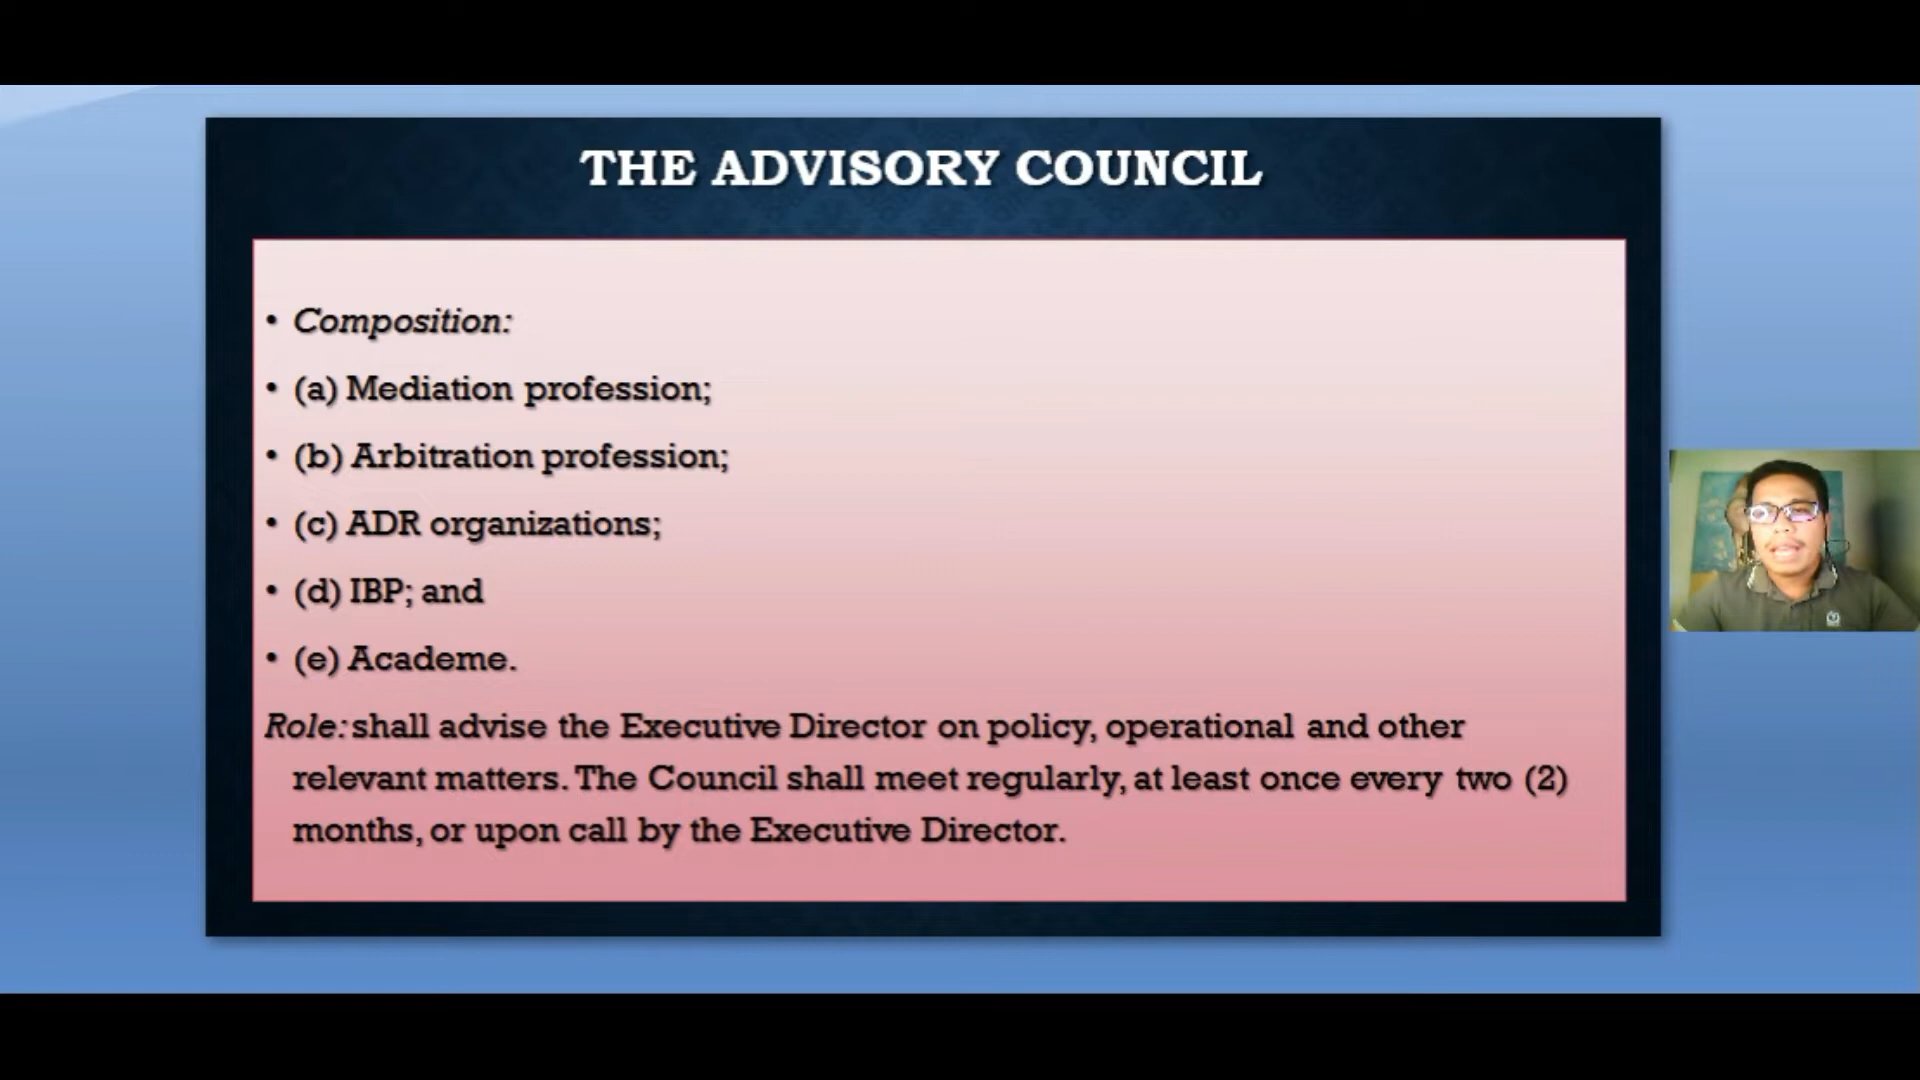 THE ADVISORY COUNCIL
• Composition:
• (a) Mediation profession;
• (b) Arbitration profession;
• (c) ADR organizations;
• (d) IBP; and
• (e) Academe.
Role: shall advise the Executive Director on policy, operational and other
relevant matters. The Council shall meet regularly, at least once every two (2)
months, or upon call by the Executive Director.